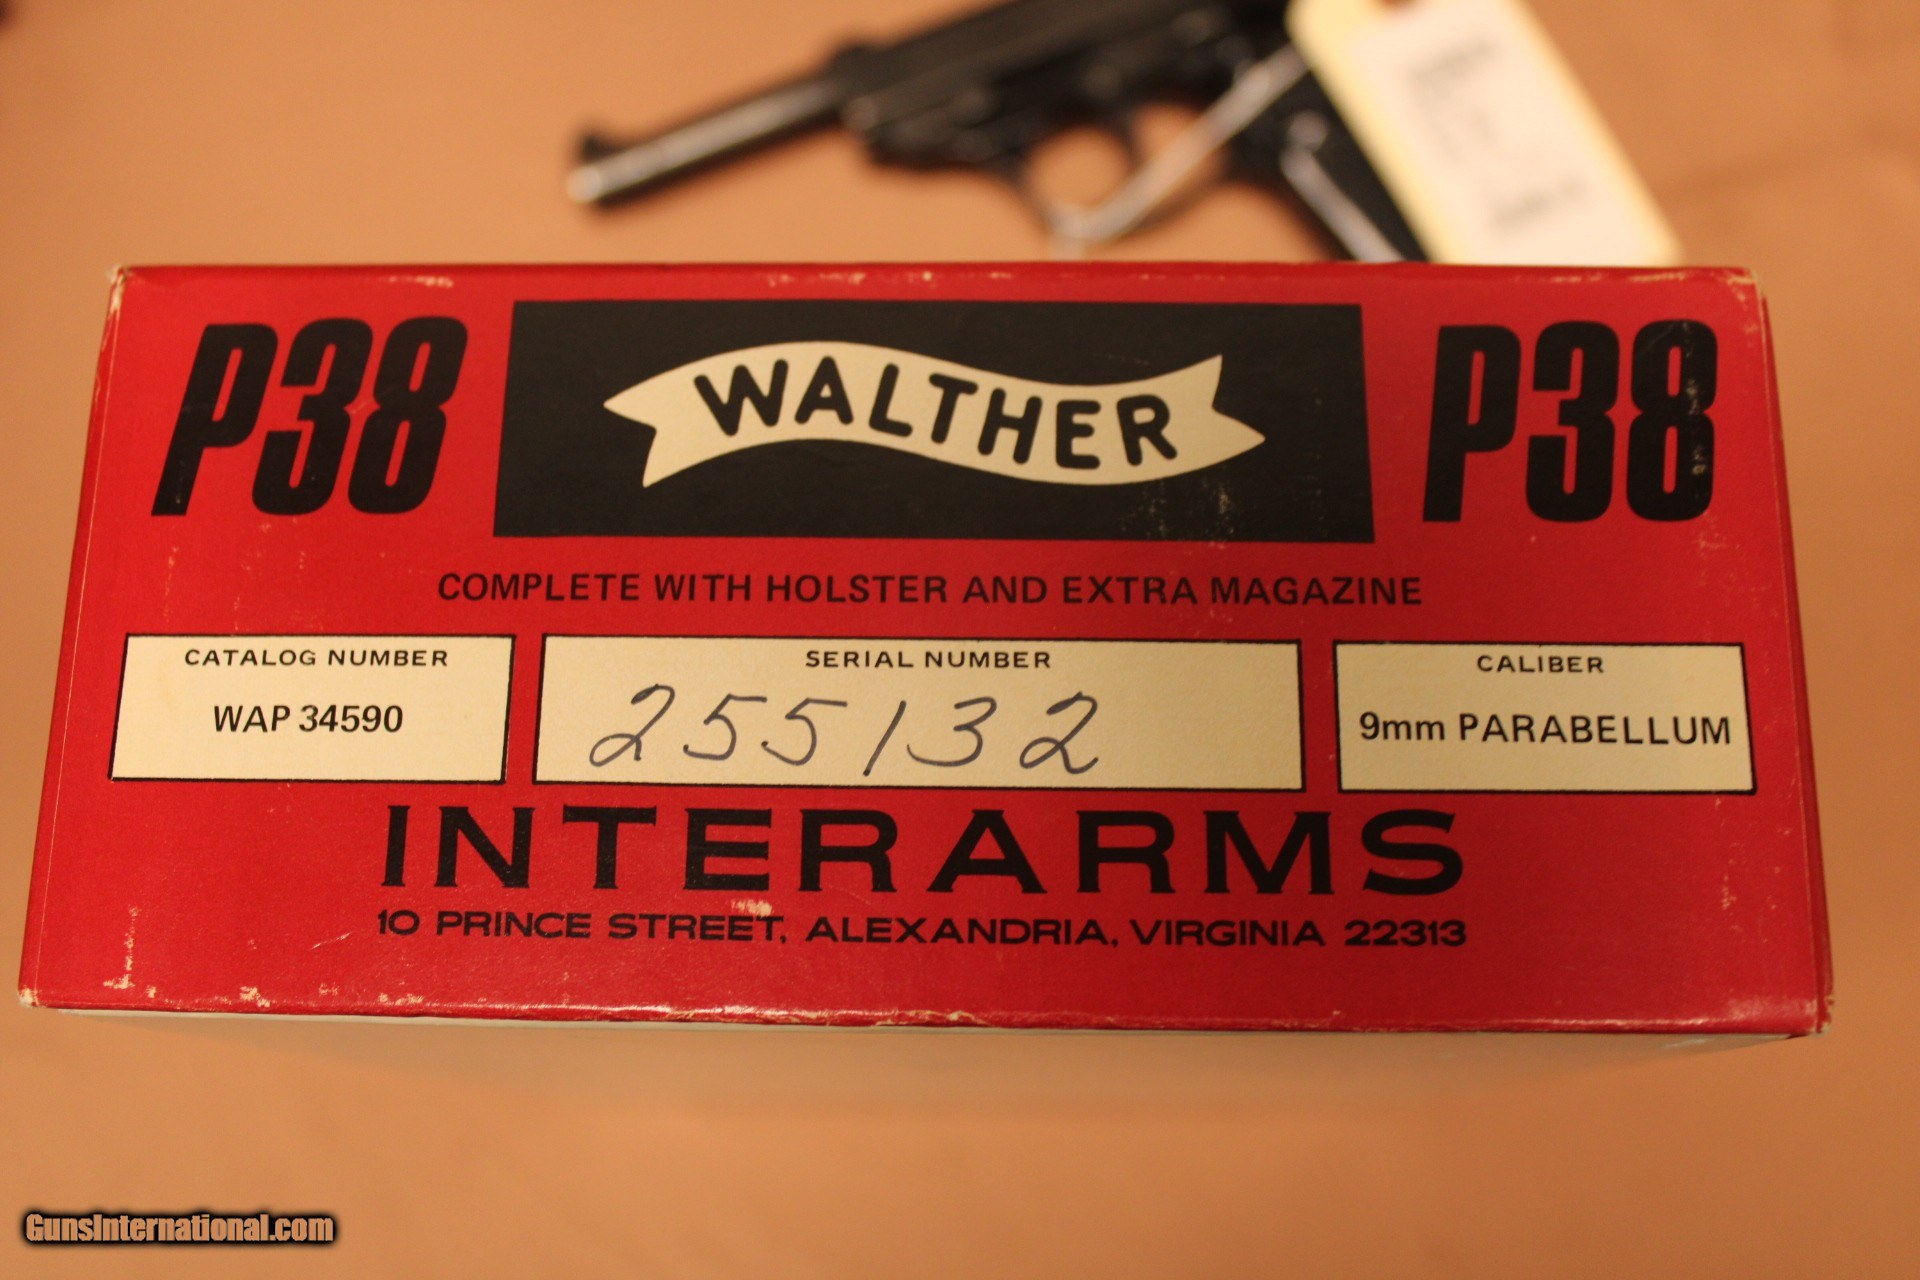 P38 WALTHER P38
COMPLETE WITH HOLSTER AND EXTRA MAGAZINE
CATALOG NUMBER
WAP 34590
SERIAL NUMBER
255132
CALIBER
9mm PARABELLUM
INTERARMS
10 PRINCE STREET, ALEXANDRIA, VIRGINIA 22313
GunsInternational.com